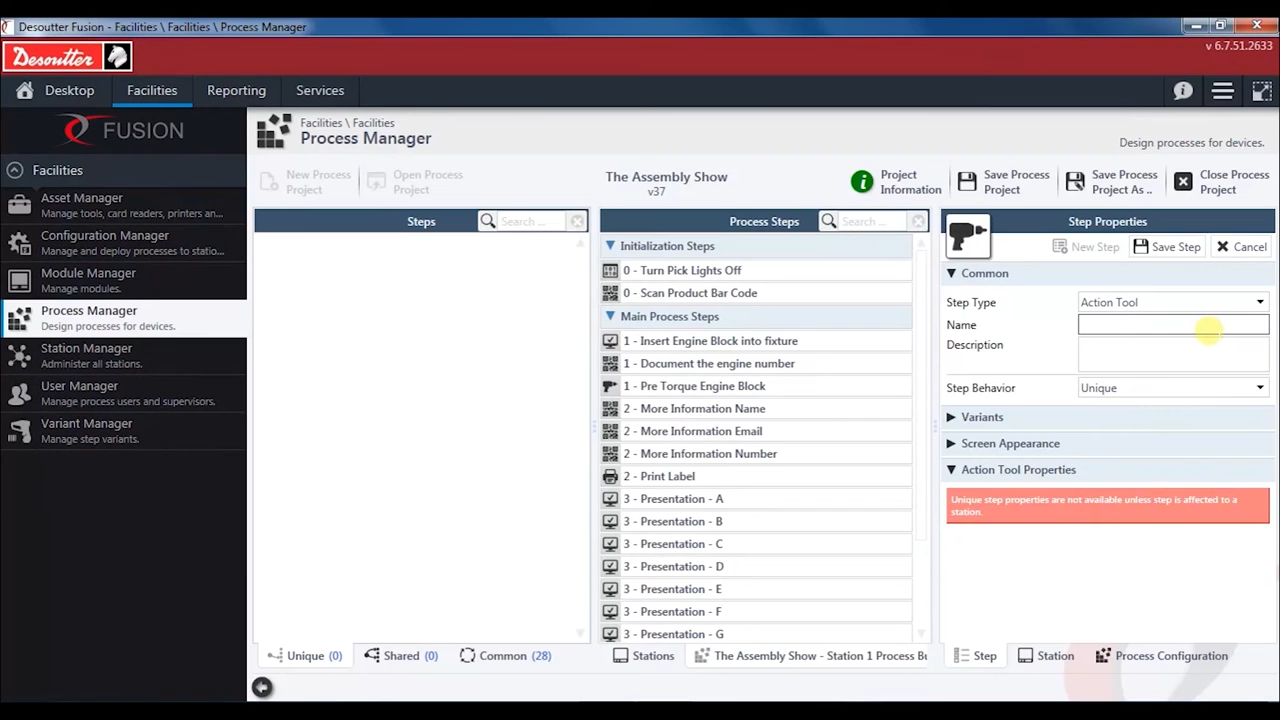 Desoutter Fusion - Facilities \ Facilities \ Process Manager
Desoutter
v 6.7.51.2633
Desktop
Facilities
Reporting
Services
FUSION
Facilities
Asset Manager
Manage tools, card readers, printers an...
Configuration Manager
Manage and deploy processes to statio...
Module Manager
Manage modules.
Process Manager
Design processes for devices.
Station Manager
Administer all stations.
User Manager
Manage process users and supervisors.
Variant Manager
Manage step variants.
Facilities \ Facilities
Process Manager
Design processes for devices.
New Process
Project
Open Process
Project
The Assembly Show
v37
Project
Information
Save Process
Project
Save Process
Project As ..
Close Process
Project
Steps
Search ...
Process Steps
Search ...
Initialization Steps
0 - Turn Pick Lights Off
0 - Scan Product Bar Code
Main Process Steps
1 - Insert Engine Block into fixture
1 - Document the engine number
1 - Pre Torque Engine Block
2 - More Information Name
2 - More Information Email
2 - More Information Number
2 - Print Label
3 - Presentation - A
3 - Presentation - B
3 - Presentation - C
3 - Presentation - D
3 - Presentation - E
3 - Presentation - F
3 - Presentation - G
Step Properties
New Step
Save Step
Cancel
Common
Step Type
Action Tool
Name
Description
Step Behavior
Unique
Variants
Screen Appearance
Action Tool Properties
Unique step properties are not available unless step is affected to a
station.
Unique (0)
Shared (0)
Common (28)
Stations
The Assembly Show - Station 1 Process Bu
Step
Station
Process Configuration